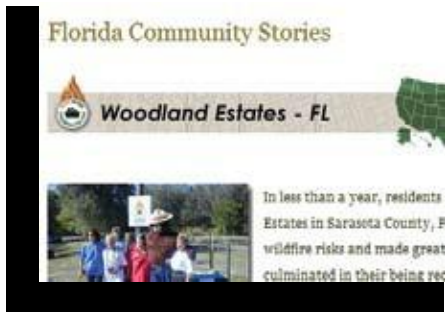 Florida Community Stories
Woodland Estates - FL
In less than a year, residents
Estates in Sarasota County, F
wildfire risks and made great
culminated in their being rec